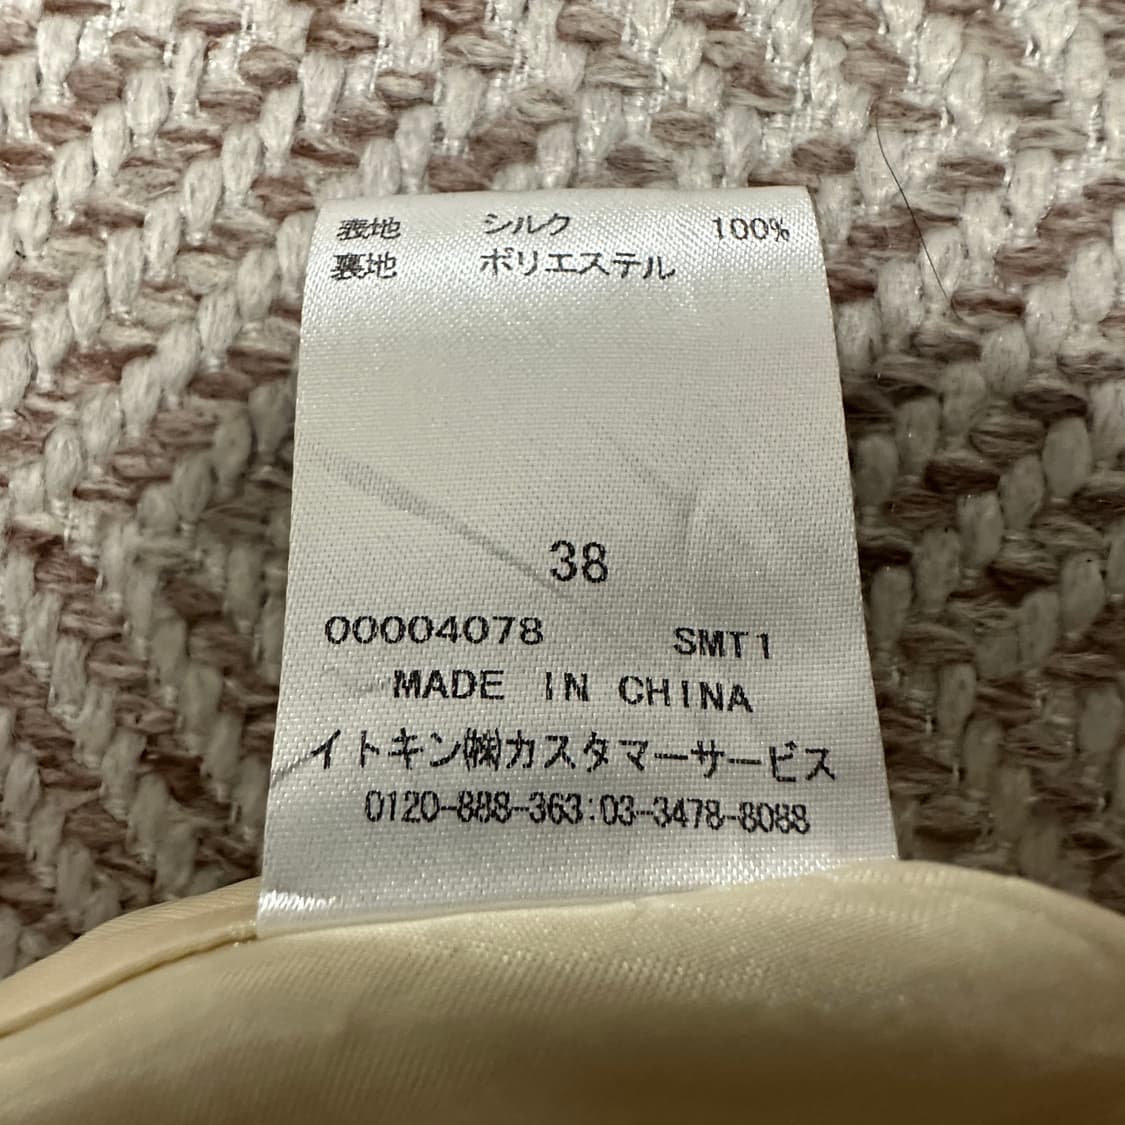 表地 シルク 100%
裏地 ポリエステル
38
00004078 SMT1
MADE IN CHINA
イトキン㈱カスタマーサービス
0120-888-363:03-3478-8088